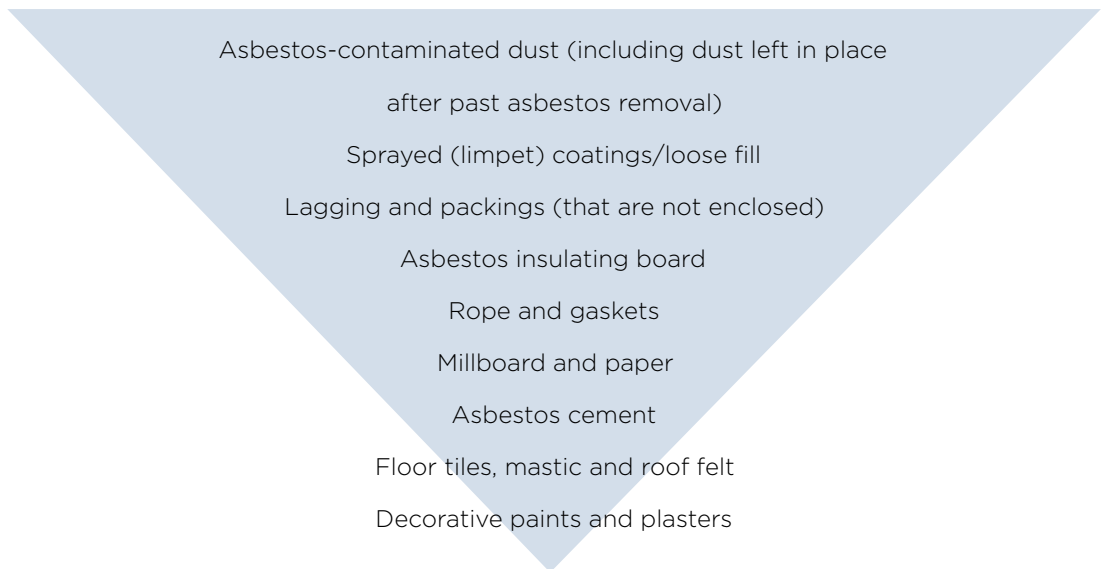 Asbestos-contaminated dust (including dust left in place
after past asbestos removal)
Sprayed (limpet) coatings/loose fill
Lagging and packings (that are not enclosed)
Asbestos insulating board
Rope and gaskets
Millboard and paper
Asbestos cement
Floor tiles, mastic and roof felt
Decorative paints and plasters